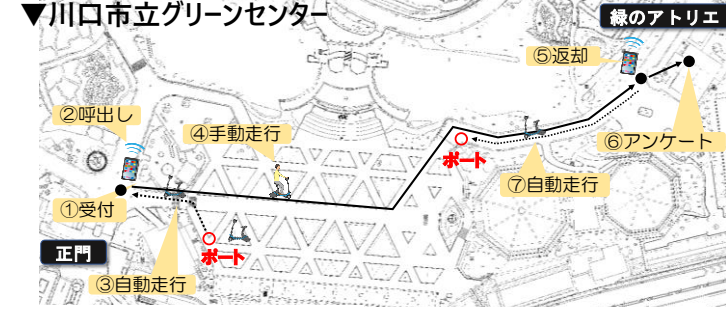 ▼川口市立グリーンセンター
緑のアトリエ
⑤返却
②呼出し
④手動走行
⑥アンケート
ポート
⑦自動走行
①受付
正門
ポート
③自動走行